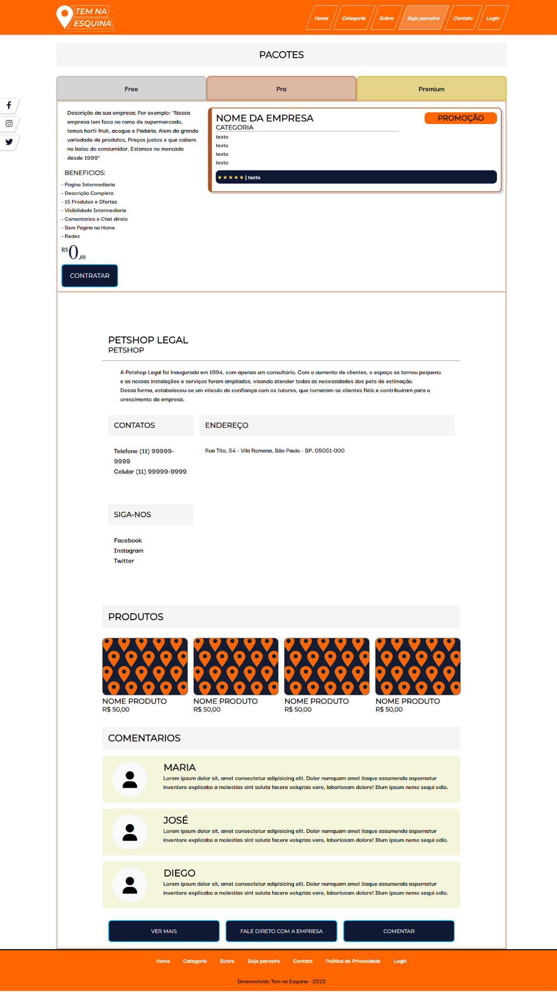 TEM NA
ESQUINA
Home
Categoria
Sobre
Seja parceiro
Contato
Login
PACOTES
Free
Pro
Premium
Descrição da sua empresa; Por exemplo: "Nossa
empresa tem foco no ramo de supermercado,
temos horti-fruit, acogue e Padaria, Alem da grande
variedade de produtos, Preços justos e que cabem
no bolso do consumidor. Estamos no mercado
desde 1999"
BENEFICIOS:
- Pagina Intermediaria
- Descrição Completa
- 15 Produtos e Ofertas
- Visibilidade Intermediaria
- Comentarios e Chat direto
- Sem Pagina na Home
- Redes
R$0,00
CONTRATAR
NOME DA EMPRESA
PROMOÇÃO
CATEGORIA
texto
texto
texto
texto
| texto
PETSHOP LEGAL
PETSHOP
A Petshop Legal foi inaugurada em 1994, com apenas um consultório. Com o aumento de clientes, o espaço se tornou pequeno
e as nossas instalações e serviços foram ampliados, visando atender todas as necessidades dos pets de estimação.
Dessa forma, estabeleceu-se um vínculo de confiança com os tutores, que tornaram-se clientes fiéis e contribuíram para o
crescimento da empresa.
CONTATOS
Telefone (11) 99999-
9999
Celular (11) 99999-9999
ENDEREÇO
Rua Tito, 54 - Vila Romana, São Paulo - SP, 05051-000
SIGA-NOS
Facebook
Instagram
Twitter
PRODUTOS
NOME PRODUTO
R$ 50,00
NOME PRODUTO
R$ 50,00
NOME PRODUTO
R$ 50,00
NOME PRODUTO
R$ 50,00
COMENTARIOS
MARIA
Lorem ipsum dolor sit, amet consectetur adipisicing elit. Dolor numquam amet itaque assumenda aspernatur
inventore explicabo a molestias sint soluta facere voluptas vero, laboriosam dolore! Illum ipsum nemo sequi odio.
JOSÉ
Lorem ipsum dolor sit, amet consectetur adipisicing elit. Dolor numquam amet itaque assumenda aspernatur
inventore explicabo a molestias sint soluta facere voluptas vero, laboriosam dolore! Illum ipsum nemo sequi odio.
DIEGO
Lorem ipsum dolor sit, amet consectetur adipisicing elit. Dolor numquam amet itaque assumenda aspernatur
inventore explicabo a molestias sint soluta facere voluptas vero, laboriosam dolore! Illum ipsum nemo sequi odio.
VER MAIS
FALE DIRETO COM A EMPRESA
COMENTAR
Home
Categoria
Sobre
Seja parceiro
Contato
Política de Privacidade
Login
Desenvolvido Tem na Esquina - 2022